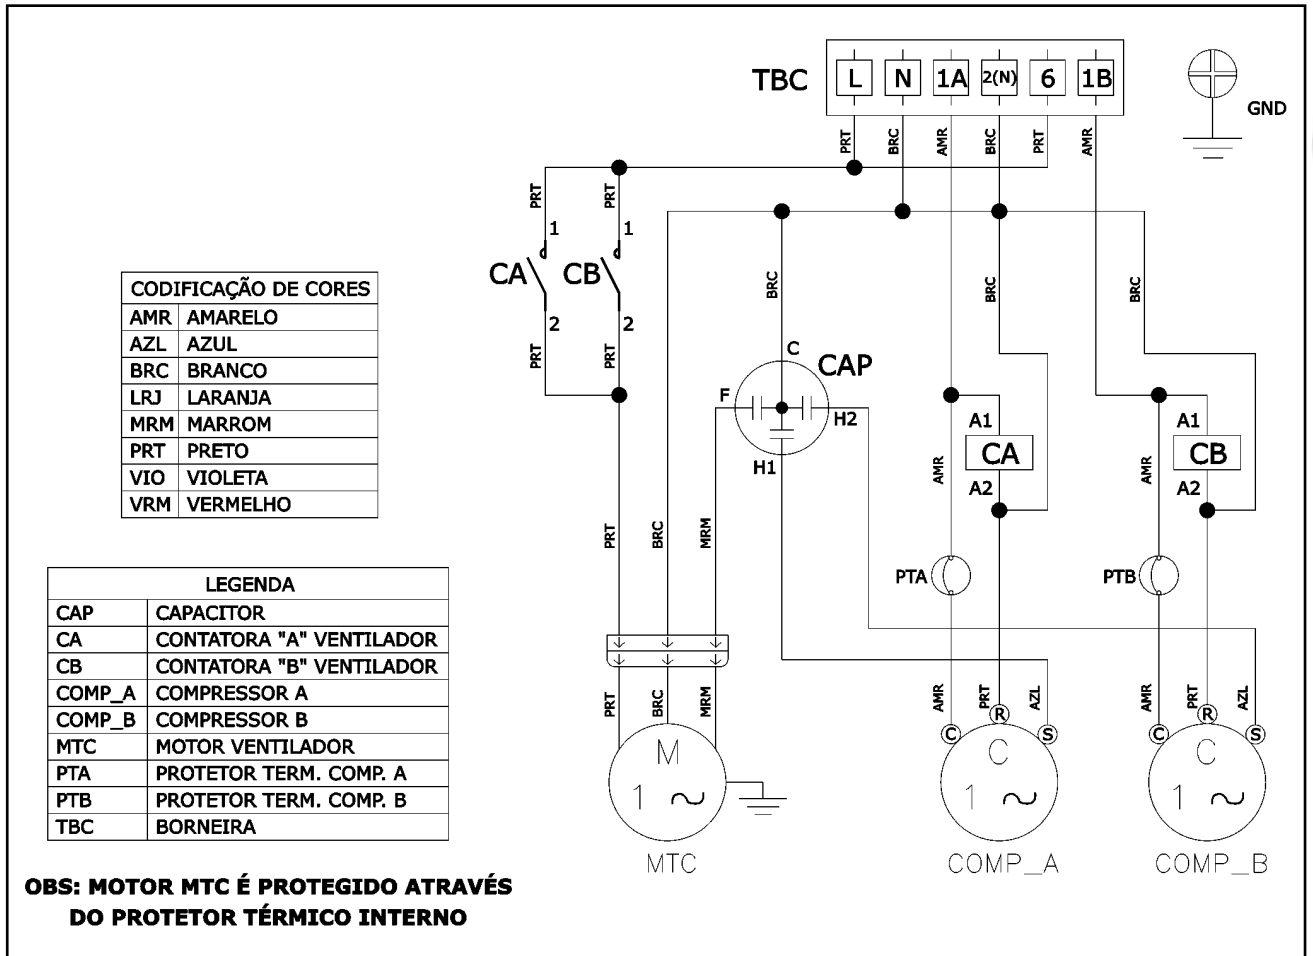 TBC L N 1A 2(N) 6 1B
GND
PRT BRC AMR BRC PRT AMR
PRT PRT
1 1
CA CB
2 2
PRT PRT
BRC BRC BRC
C
CAP
F
H2
H1
A1 A1
CA CB
A2 A2
AMR AMR
PRT BRC MRM
PTA PTB
PRT BRC MRM
AMR PRT AZL AMR PRT AZL
C R S C R S
M C C
1 1 1
MTC COMP_A COMP_B
CODIFICAÇÃO DE CORES
AMR AMARELO
AZL AZUL
BRC BRANCO
LRJ LARANJA
MRM MARROM
PRT PRETO
VIO VIOLETA
VRM VERMELHO
LEGENDA
CAP CAPACITOR
CA CONTATORA "A" VENTILADOR
CB CONTATORA "B" VENTILADOR
COMP_A COMPRESSOR A
COMP_B COMPRESSOR B
MTC MOTOR VENTILADOR
PTA PROTETOR TERM. COMP. A
PTB PROTETOR TERM. COMP. B
TBC BORNEIRA
OBS: MOTOR MTC É PROTEGIDO ATRAVÉS
DO PROTETOR TÉRMICO INTERNO